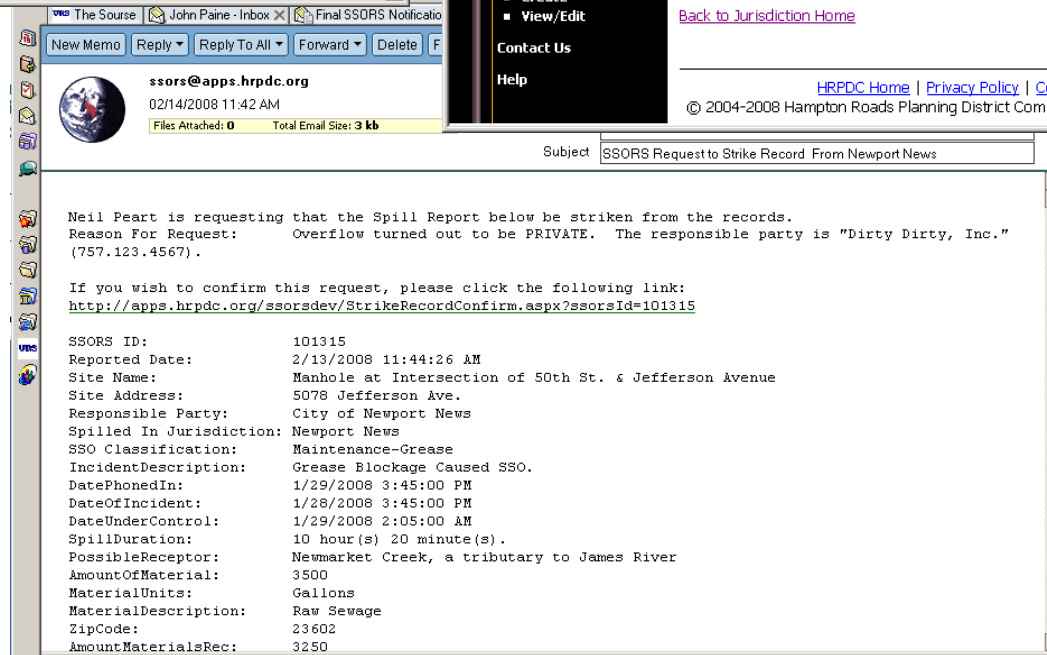 VRS The Sourse
John Paine - Inbox
Final SSORS Notificatio
View/Edit
Contact Us
Help
Back to Jurisdiction Home
HRPDC Home | Privacy Policy |
© 2004-2008 Hampton Roads Planning District Com
New Memo Reply Reply To All Forward Delete F
ssors@apps.hrpdc.org
02/14/2008 11:42 AM
Files Attached: 0 Total Email Size: 3 kb
Subject SSORS Request to Strike Record From Newport News
Neil Peart is requesting that the Spill Report below be striken from the records.
Reason For Request: Overflow turned out to be PRIVATE. The responsible party is "Dirty Dirty, Inc."
(757.123.4567).
If you wish to confirm this request, please click the following link:
http://apps.hrpdc.org/ssorsdev/StrikeRecordConfirm.aspx?ssorsId=101315
SSORS ID: 101315
Reported Date: 2/13/2008 11:44:26 AM
Site Name: Manhole at Intersection of 50th St. & Jefferson Avenue
Site Address: 5078 Jefferson Ave.
Responsible Party: City of Newport News
Spilled In Jurisdiction: Newport News
SSO Classification: Maintenance-Grease
IncidentDescription: Grease Blockage Caused SSO.
DatePhonedIn: 1/29/2008 3:45:00 PM
DateOfIncident: 1/28/2008 3:45:00 PM
DateUnderControl: 1/29/2008 2:05:00 AM
SpillDuration: 10 hour(s) 20 minute(s).
PossibleReceptor: Newmarket Creek, a tributary to James River
AmountOfMaterial: 3500
MaterialUnits: Gallons
MaterialDescription: Raw Sewage
ZipCode: 23602
AmountMaterialsRec: 3250
VRS